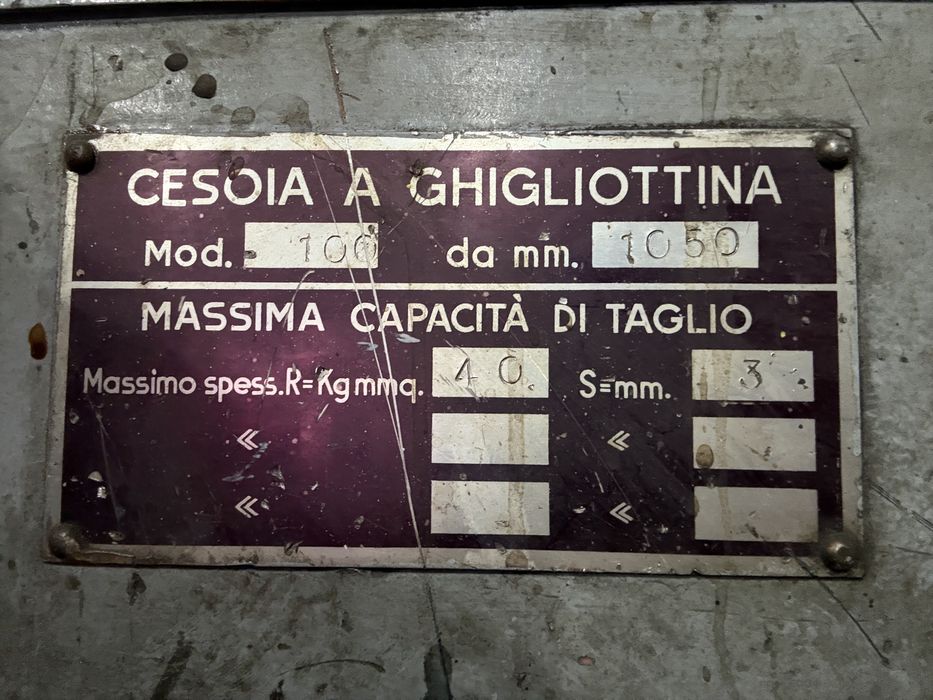 CESOIA A GHIGLIOTTINA
Mod. 100 da mm. 1050
MASSIMA CAPACITÀ DI TAGLIO
Massimo spess. R=Kg mmq. 40 S=mm. 3
« «
« «